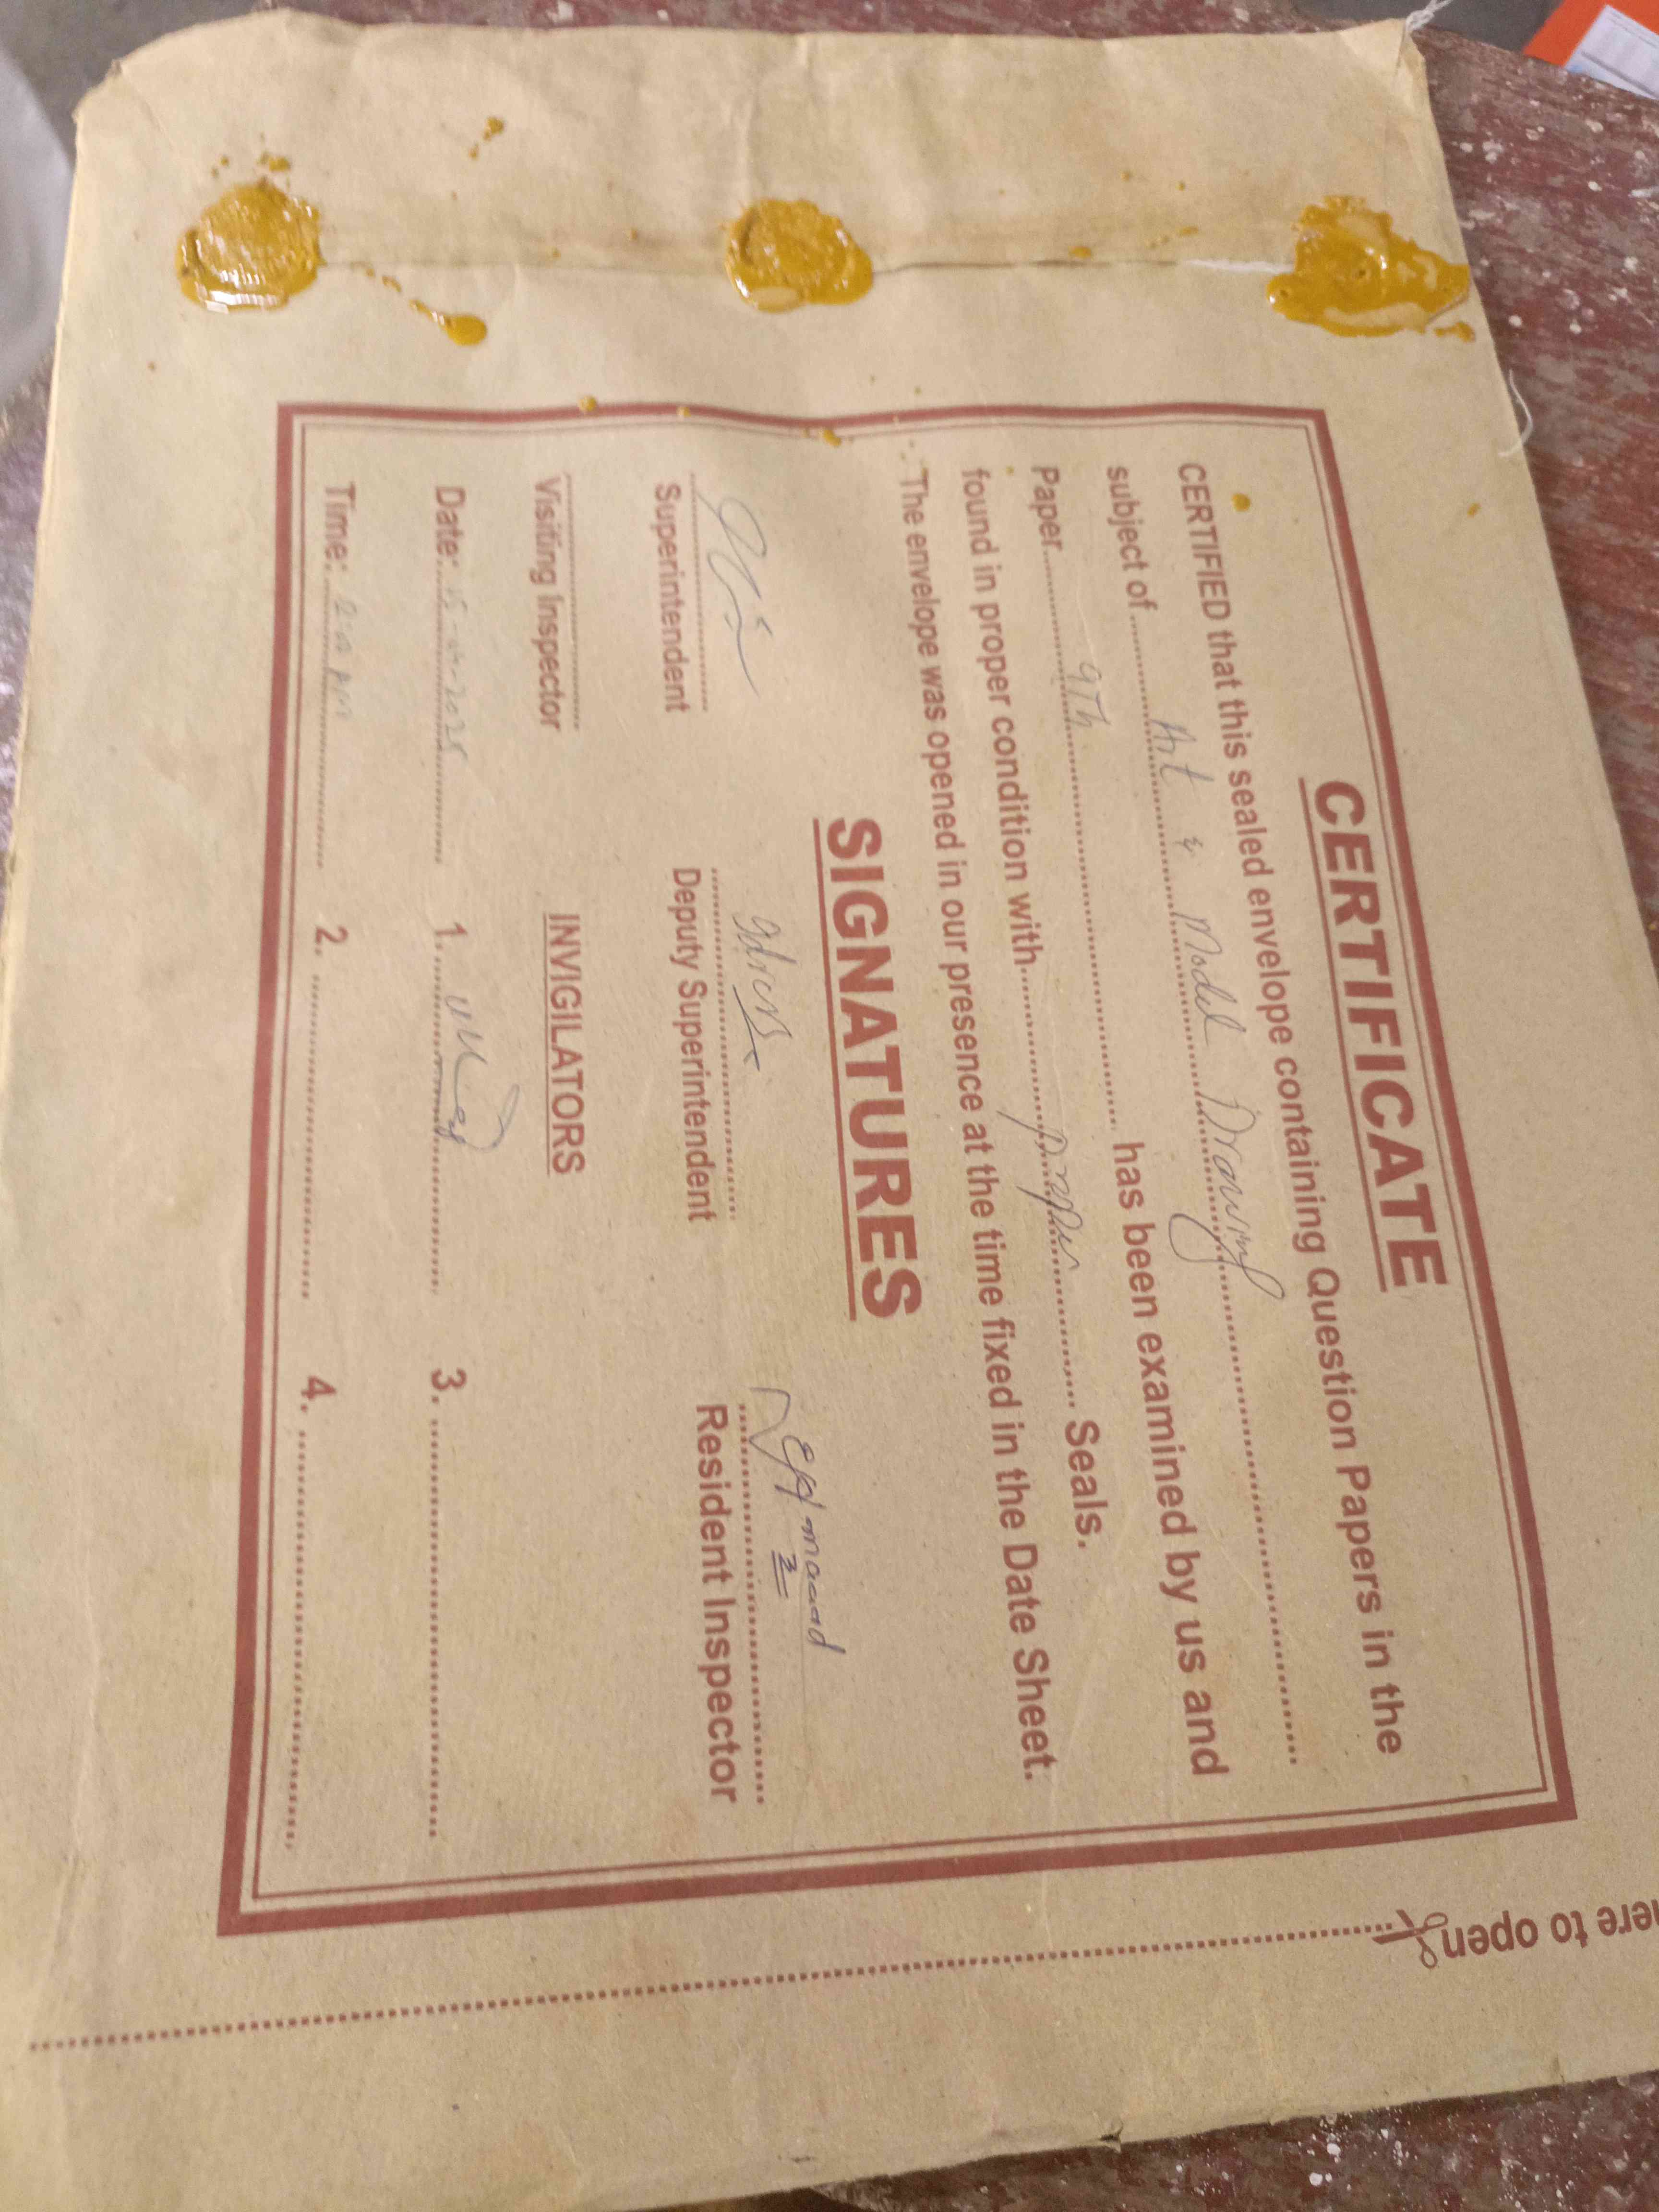 CERTIFICATE
CERTIFIED that this sealed envelope containing Question Papers in the
subject of .......... Art & Model Drawing ..........
Paper .......... 9Th .......... has been examined by us and
found in proper condition with .......... proper .......... Seals.
The envelope was opened in our presence at the time fixed in the Date Sheet.
SIGNATURES
Superintendent Deputy Superintendent Resident Inspector
Visiting Inspector INVIGILATORS
Date: 1. 3.
Time: 2. 4.
ere to open